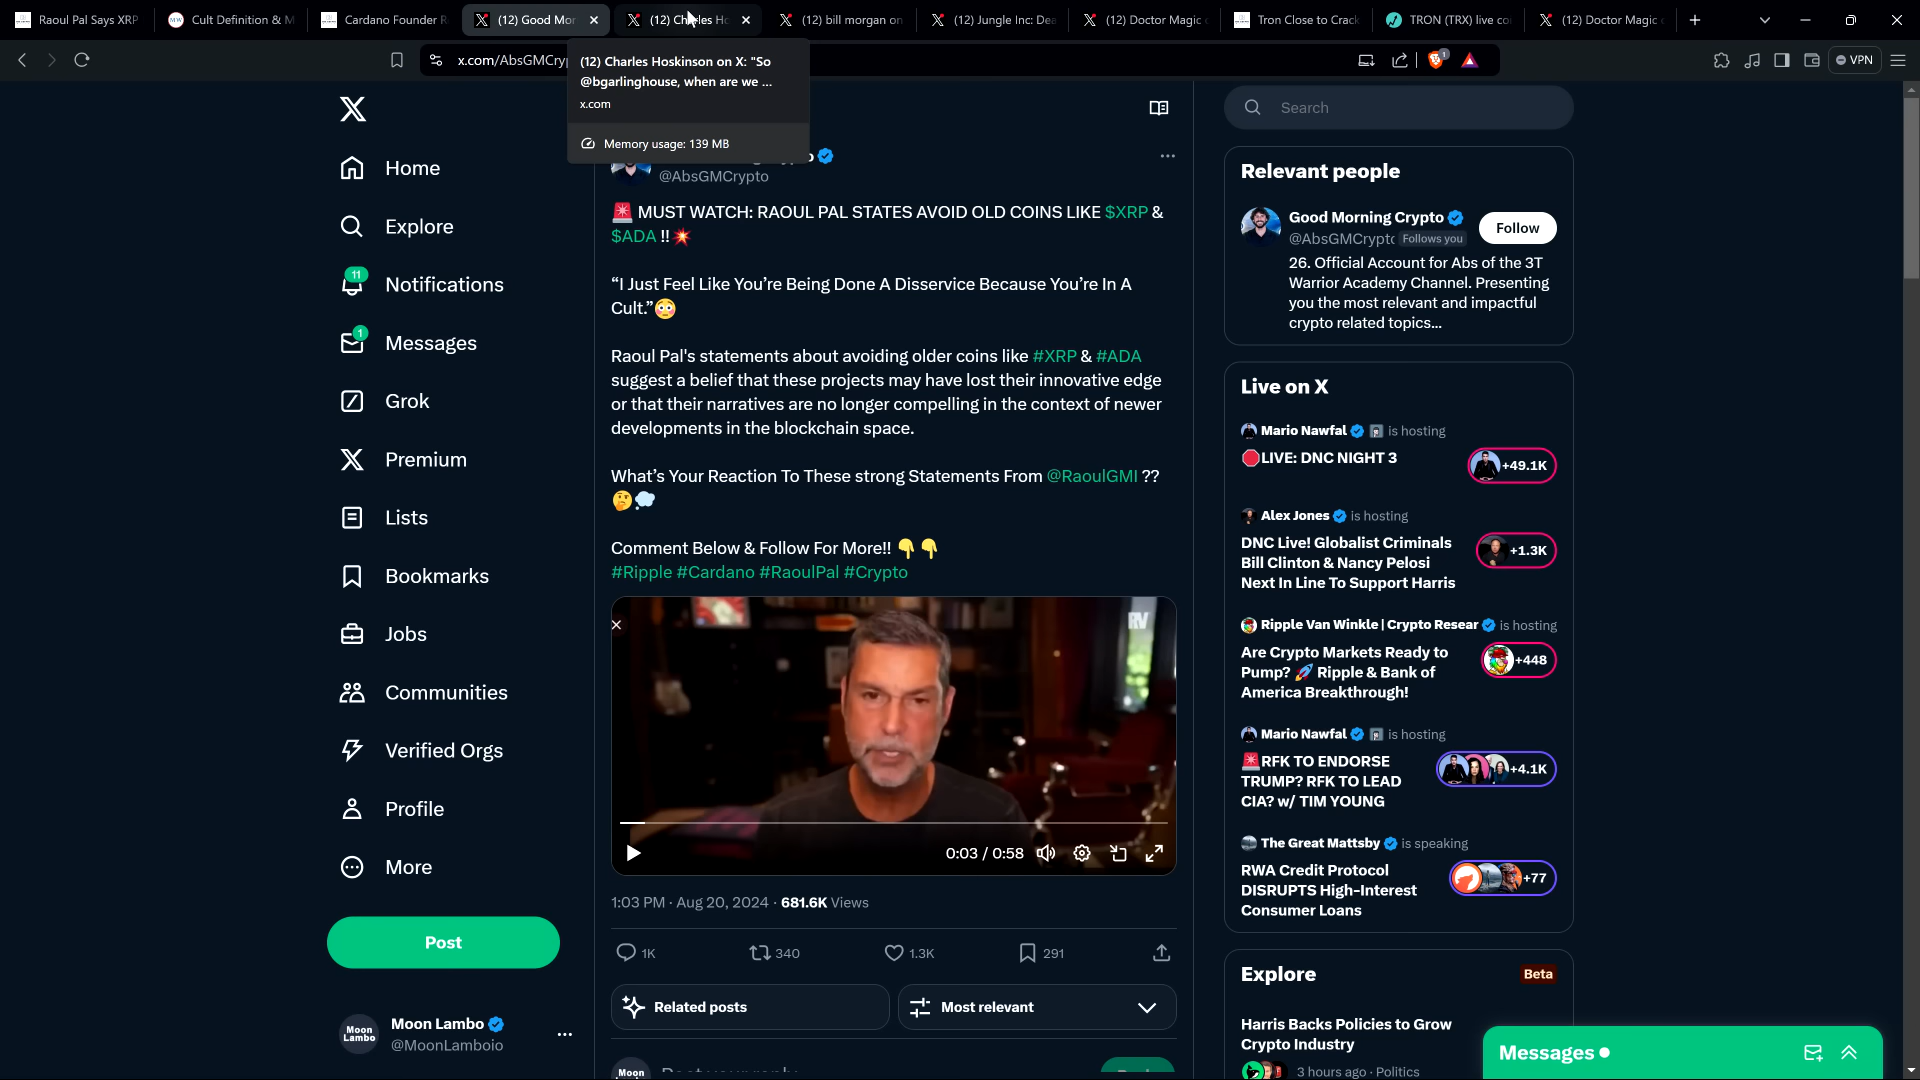 Raoul Pal Says XRP
Cult Definition & M
Cardano Founder R
(12) Good Mor
(12) Charles Ho
(12) bill morgan on
(12) Jungle Inc: Dea
(12) Doctor Magic
Tron Close to Crack
TRON (TRX) live co
(12) Doctor Magic
x.com/AbsGMCryp
VPN
(12) Charles Hoskinson on X: "So
@bgarlinghouse, when are we ...
x.com
Memory usage: 139 MB
Home
Explore
Notifications
11
Messages
1
Grok
Premium
Lists
Bookmarks
Jobs
Communities
Verified Orgs
Profile
More
Post
Moon Lambo
Moon Lambo
@MoonLamboio
@AbsGMCrypto
🚨 MUST WATCH: RAOUL PAL STATES AVOID OLD COINS LIKE $XRP &
$ADA !!💥
“I Just Feel Like You’re Being Done A Disservice Because You’re In A
Cult.”😳
Raoul Pal's statements about avoiding older coins like #XRP & #ADA
suggest a belief that these projects may have lost their innovative edge
or that their narratives are no longer compelling in the context of newer
developments in the blockchain space.
What’s Your Reaction To These strong Statements From @RaoulGMI ??
🤔💭
Comment Below & Follow For More!! 👇👇
#Ripple #Cardano #RaoulPal #Crypto
RV
0:03 / 0:58
1:03 PM · Aug 20, 2024 · 681.6K Views
1K
340
1.3K
291
Related posts
Most relevant
Moon
Search
Relevant people
Good Morning Crypto
@AbsGMCrypto Follows you
Follow
26. Official Account for Abs of the 3T
Warrior Academy Channel. Presenting
you the most relevant and impactful
crypto related topics...
Live on X
Mario Nawfal is hosting
🛑LIVE: DNC NIGHT 3
+49.1K
Alex Jones is hosting
DNC Live! Globalist Criminals
Bill Clinton & Nancy Pelosi
Next In Line To Support Harris
+1.3K
Ripple Van Winkle | Crypto Resear is hosting
Are Crypto Markets Ready to
Pump? 🚀 Ripple & Bank of
America Breakthrough!
+448
Mario Nawfal is hosting
🚨RFK TO ENDORSE
TRUMP? RFK TO LEAD
CIA? w/ TIM YOUNG
+4.1K
The Great Mattsby is speaking
RWA Credit Protocol
DISRUPTS High-Interest
Consumer Loans
+77
Explore
Beta
Harris Backs Policies to Grow
Crypto Industry
3 hours ago · Politics
Messages